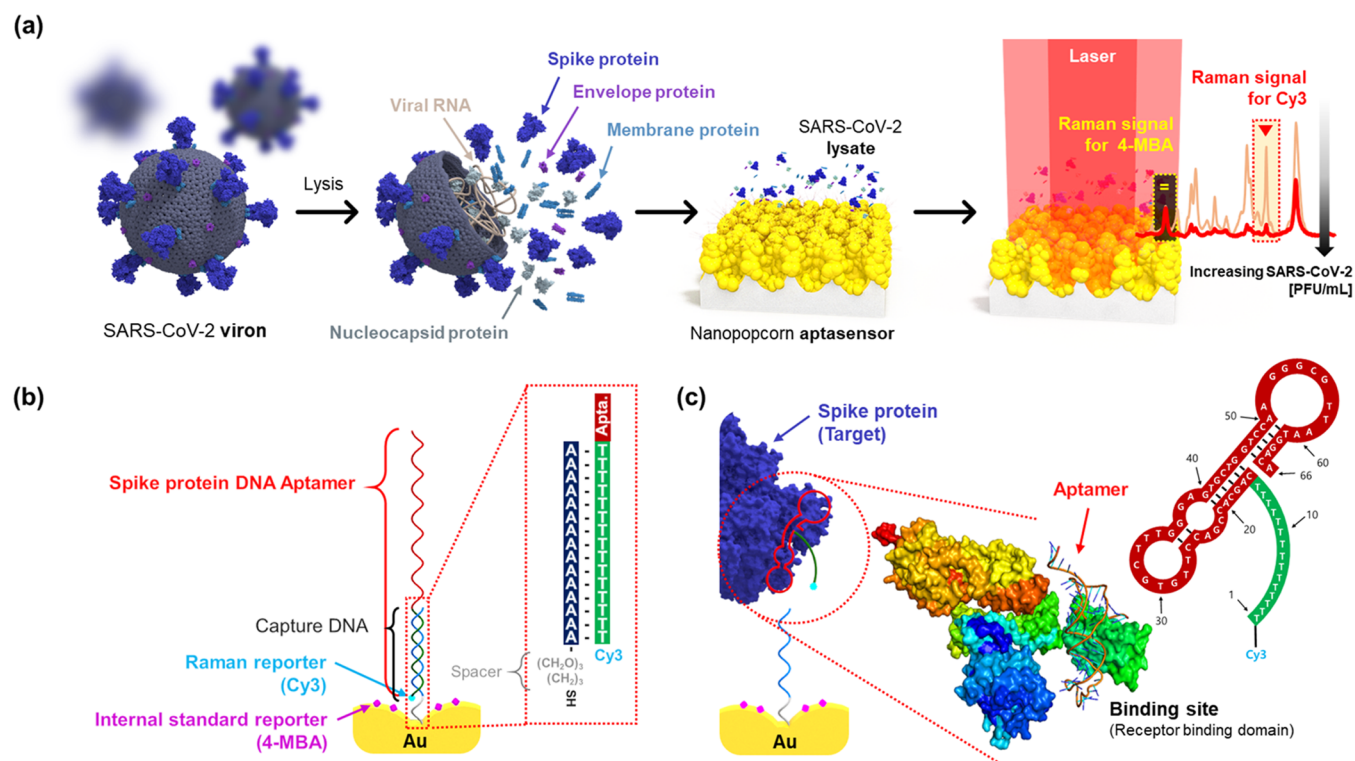 (a)
Spike protein
Envelope protein
Viral RNA
Membrane protein
Lysis
Nucleocapsid protein
SARS-CoV-2 viron
SARS-CoV-2
lysate
Nanopopcorn aptasensor
Laser
Raman signal
for 4-MBA
=
Raman signal
for Cy3
Increasing SARS-CoV-2
[PFU/mL]
(b)
Spike protein DNA Aptamer
Capture DNA
Raman reporter
(Cy3)
Internal standard reporter
(4-MBA)
Au
Apta.
Spacer
(CH₂O)₃
(CH₂)₃
SH
Cy3
(c)
Spike protein
(Target)
Au
Aptamer
Binding site
(Receptor binding domain)
50
40
60
66
10
20
30
1
Cy3